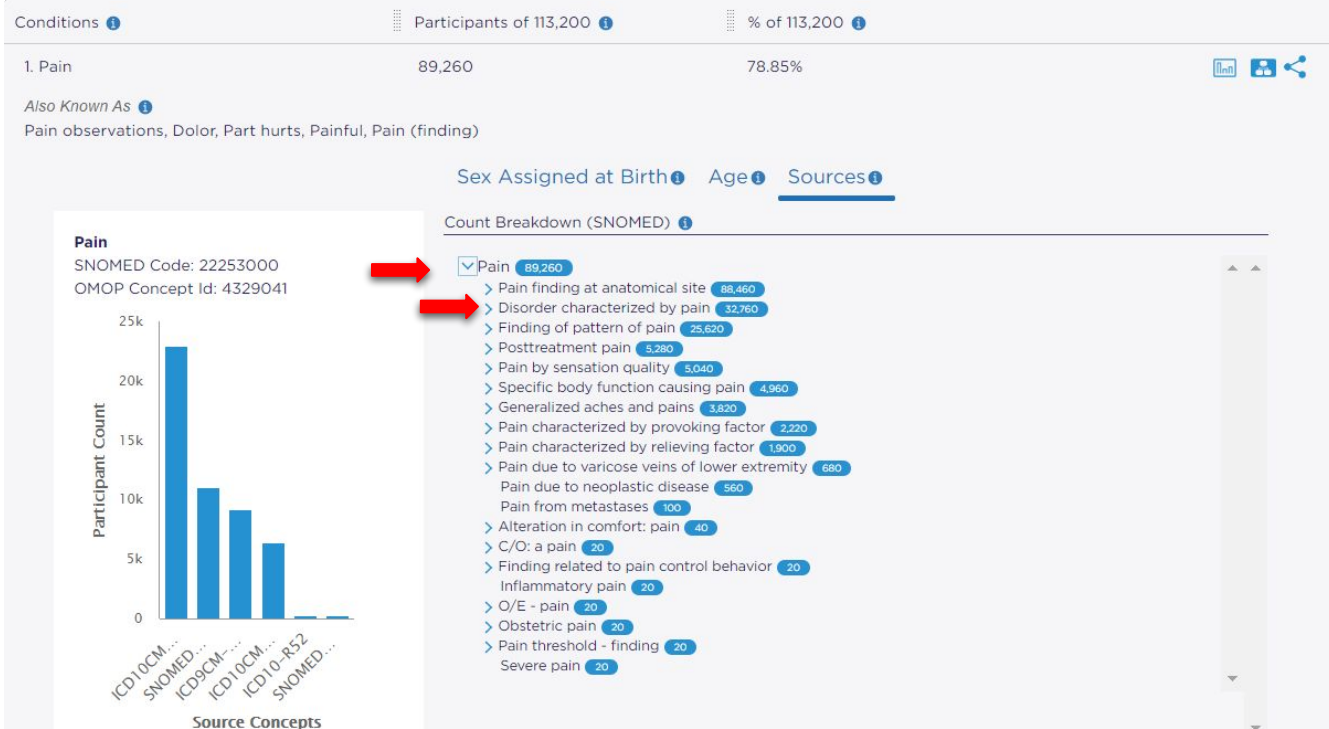 Conditions
Participants of 113,200
% of 113,200
1. Pain
89,260
78.85%
Also Known As
Pain observations, Dolor, Part hurts, Painful, Pain (finding)
Sex Assigned at Birth
Age
Sources
Pain
SNOMED Code: 22253000
OMOP Concept Id: 4329041
25k
20k
15k
10k
5k
0
Participant Count
ICD10CM...
SNOMED...
ICD9CM-...
ICD10CM...
ICD10-R52
SNOMED...
Source Concepts
Count Breakdown (SNOMED)
Pain 89,260
Pain finding at anatomical site 88,460
Disorder characterized by pain 32,760
Finding of pattern of pain 25,620
Posttreatment pain 5,280
Pain by sensation quality 5,040
Specific body function causing pain 4,960
Generalized aches and pains 3,820
Pain characterized by provoking factor 2,220
Pain characterized by relieving factor 1,900
Pain due to varicose veins of lower extremity 680
Pain due to neoplastic disease 560
Pain from metastases 100
Alteration in comfort: pain 40
C/O: a pain 20
Finding related to pain control behavior 20
Inflammatory pain 20
O/E - pain 20
Obstetric pain 20
Pain threshold - finding 20
Severe pain 20